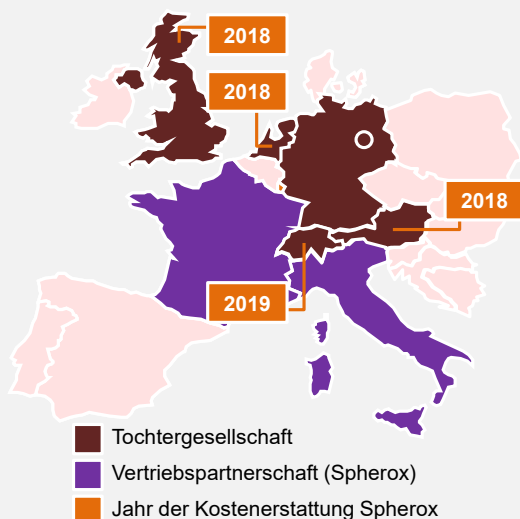 2018
2018
2018
2019
Tochtergesellschaft
Vertriebspartnerschaft (Spherox)
Jahr der Kostenerstattung Spherox